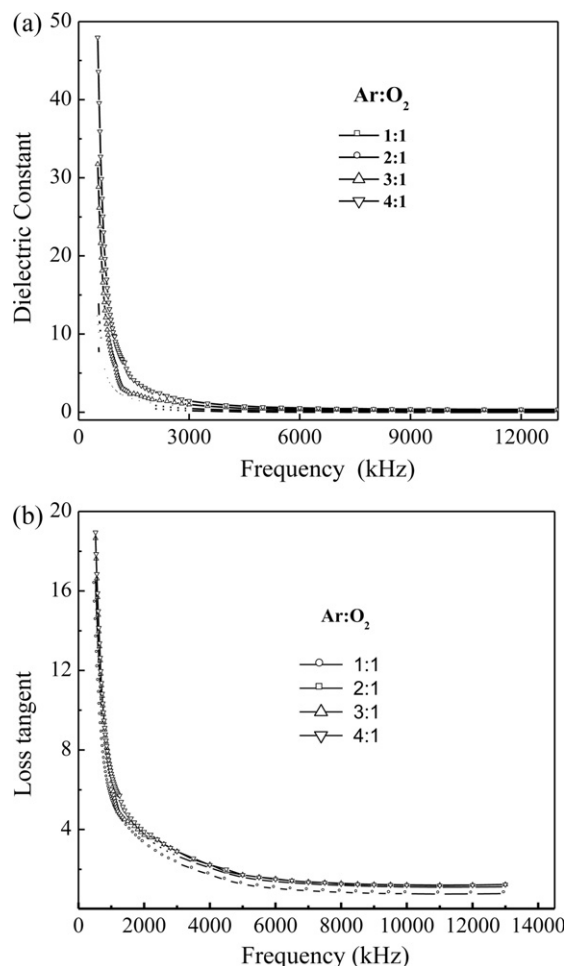 (a)
50
40
30
20
10
0
Dielectric Constant
Ar:O₂
1:1
2:1
3:1
4:1
0 3000 6000 9000 12000
Frequency (kHz)
(b)
20
16
12
8
4
Loss tangent
Ar:O₂
1:1
2:1
3:1
4:1
0 2000 4000 6000 8000 10000 12000 14000
Frequency (kHz)